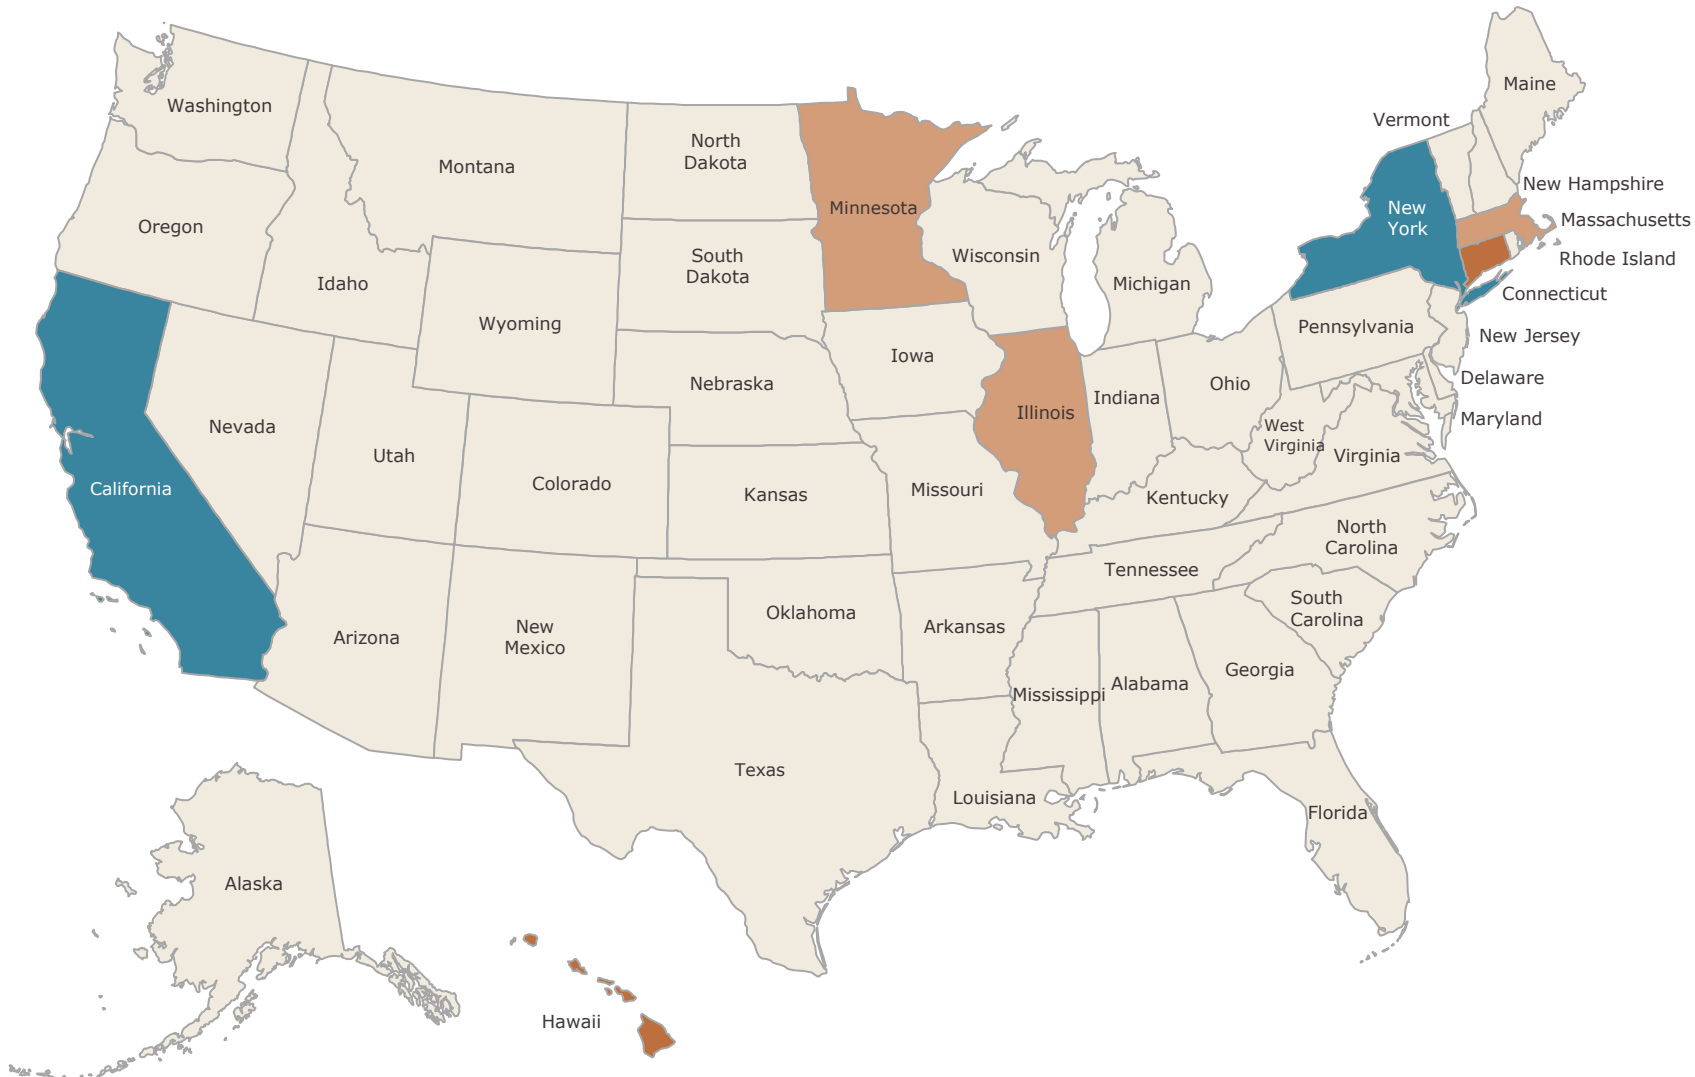 Maine
Vermont
Washington
North
Dakota
Montana
New Hampshire
Minnesota
New
York
Massachusetts
Oregon
Wisconsin
Rhode Island
South
Dakota
Idaho
Michigan
Connecticut
Wyoming
Pennsylvania
New Jersey
Iowa
Nebraska
Ohio
Delaware
Indiana
Illinois
Maryland
Nevada
West
Virginia
Utah
Virginia
Colorado
California
Kansas
Missouri
Kentucky
North
Carolina
Tennessee
South
Carolina
Oklahoma
Arkansas
Arizona
New
Mexico
Georgia
Alabama
Mississippi
Texas
Louisiana
Florida
Alaska
Hawaii